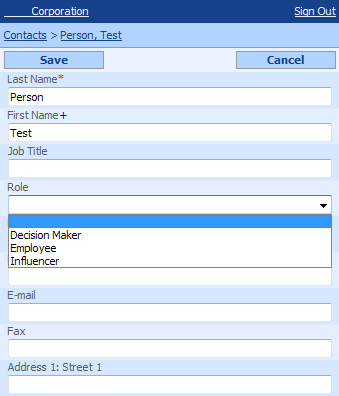 Corporation Sign Out
Contacts > Person, Test
Save Cancel
Last Name*
Person
First Name+
Test
Job Title
Role
Decision Maker
Employee
Influencer
E-mail
Fax
Address 1: Street 1